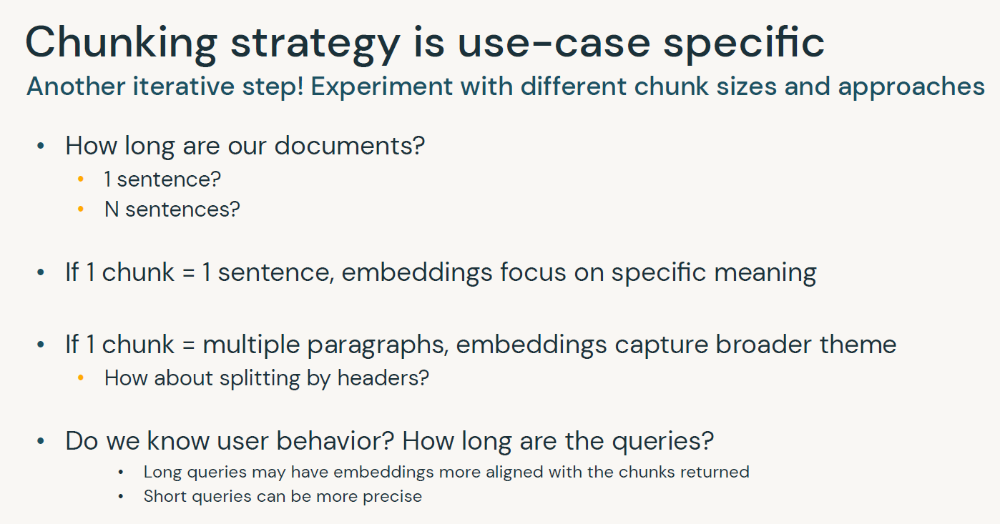 Chunking strategy is use-case specific
Another iterative step! Experiment with different chunk sizes and approaches
• How long are our documents?
• 1 sentence?
• N sentences?
• If 1 chunk = 1 sentence, embeddings focus on specific meaning
• If 1 chunk = multiple paragraphs, embeddings capture broader theme
• How about splitting by headers?
• Do we know user behavior? How long are the queries?
• Long queries may have embeddings more aligned with the chunks returned
• Short queries can be more precise